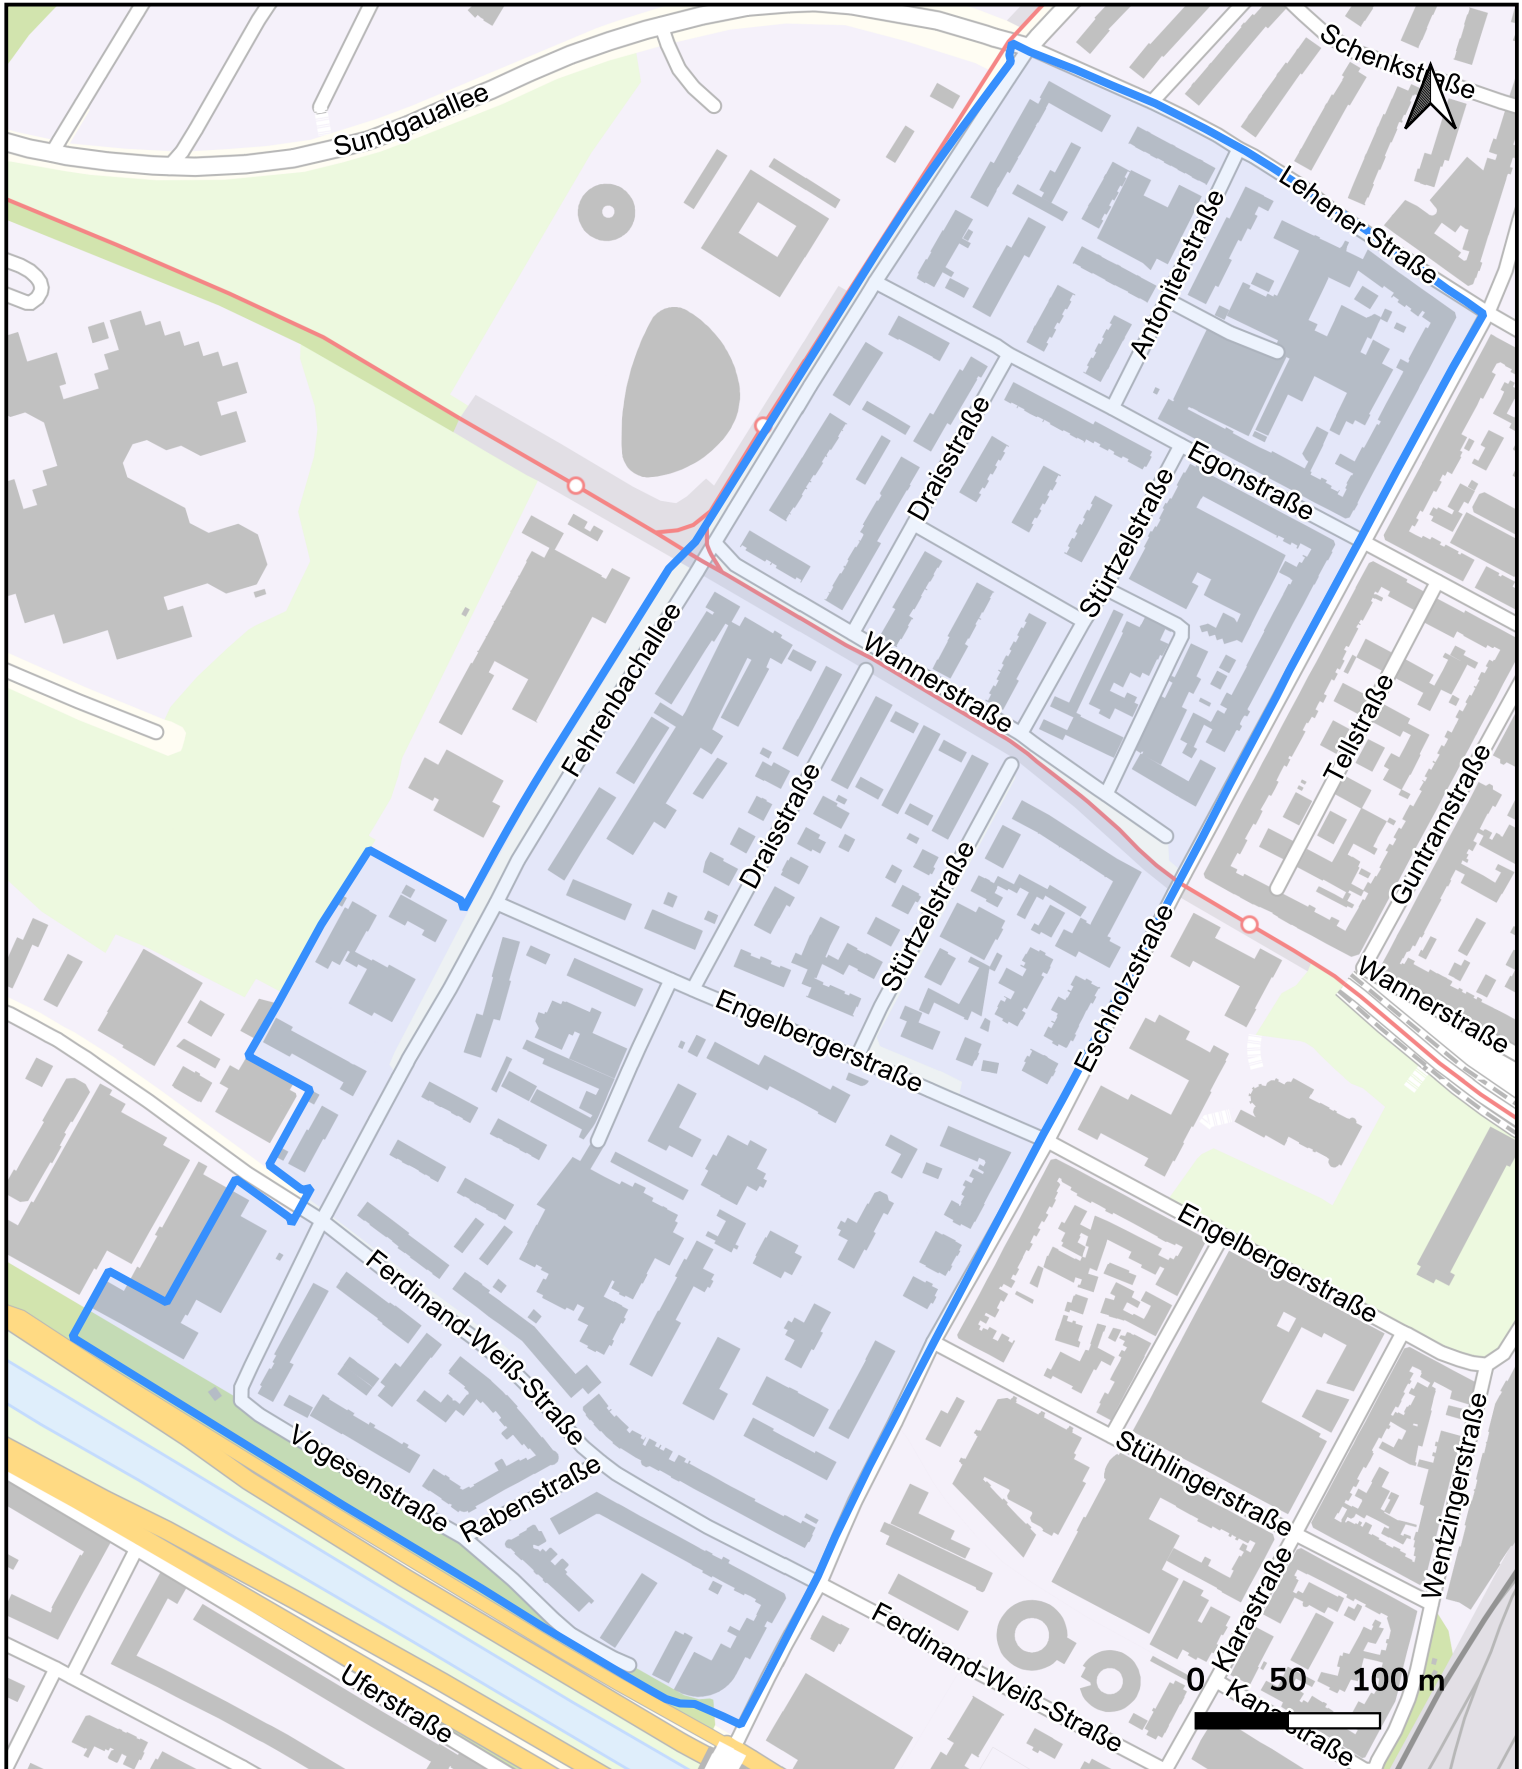 Schenkstraße
Sundgauallee
Lehener Straße
Antoniterstraße
Draisstraße
Egonstraße
Stürtzelstraße
Fehrenbachallee
Wannerstraße
Tellstraße
Guntramstraße
Draisstraße
Stürtzelstraße
Eschholzstraße
Wannerstraße
Engelbergerstraße
Engelbergerstraße
Ferdinand-Weiß-Straße
Vogesenstraße
Rabenstraße
Stühlingerstraße
Wentzingerstraße
Klarastraße
Ferdinand-Weiß-Straße
Uferstraße
Kanalstraße
0 50 100 m